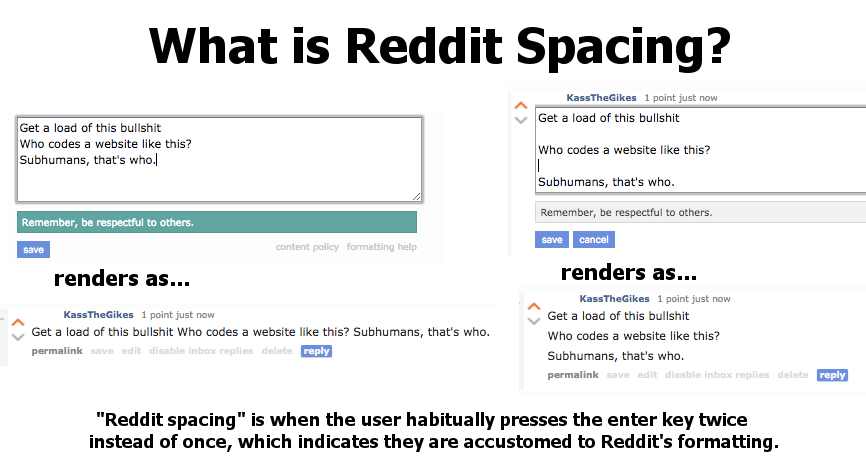 What is Reddit Spacing?
Get a load of this bullshit
Who codes a website like this?
Subhumans, that's who.
Remember, be respectful to others.
save
content policy formatting help
renders as...
KassTheGikes 1 point just now
Get a load of this bullshit Who codes a website like this? Subhumans, that's who.
permalink save edit disable inbox replies delete reply
KassTheGikes 1 point just now
Get a load of this bullshit
Who codes a website like this?
Subhumans, that's who.
Remember, be respectful to others.
save cancel
renders as...
KassTheGikes 1 point just now
Get a load of this bullshit
Who codes a website like this?
Subhumans, that's who.
permalink save edit disable inbox replies delete reply
"Reddit spacing" is when the user habitually presses the enter key twice
instead of once, which indicates they are accustomed to Reddit's formatting.